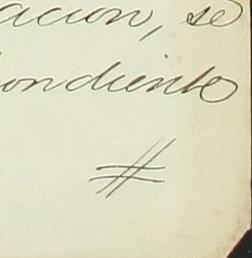 acion, se
ondiente